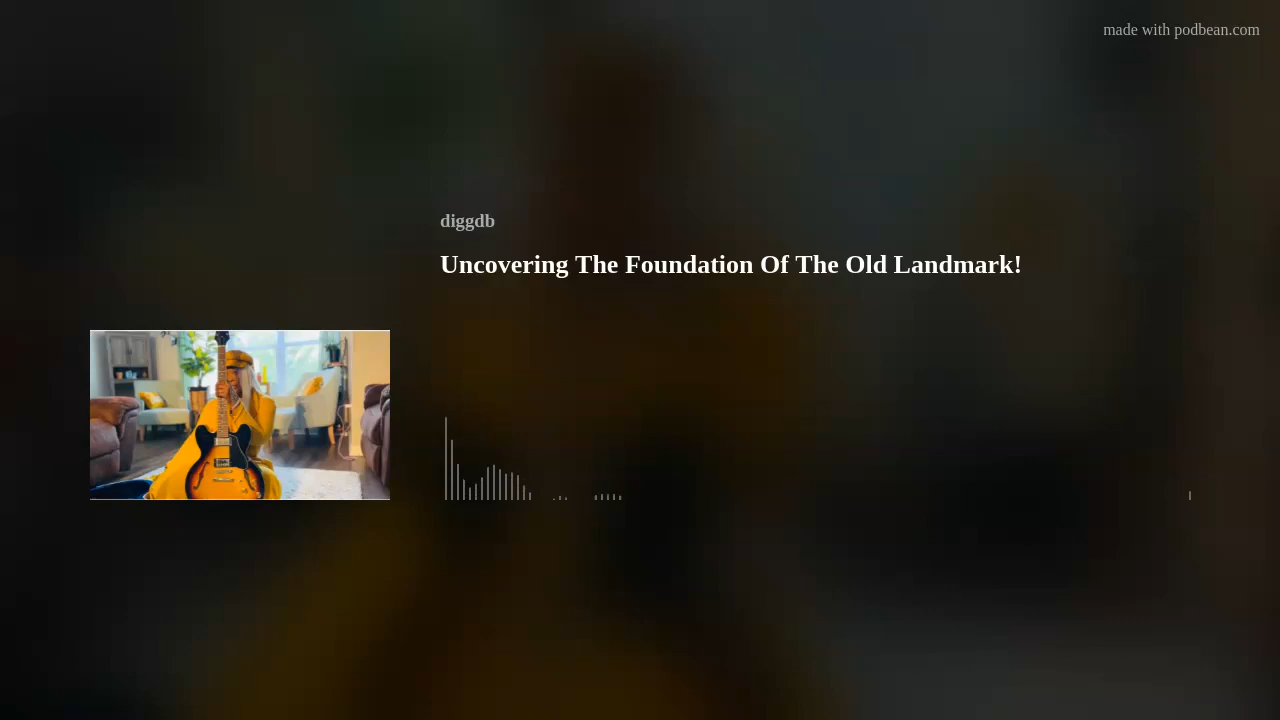 made with podbean.com
diggdb
Uncovering The Foundation Of The Old Landmark!